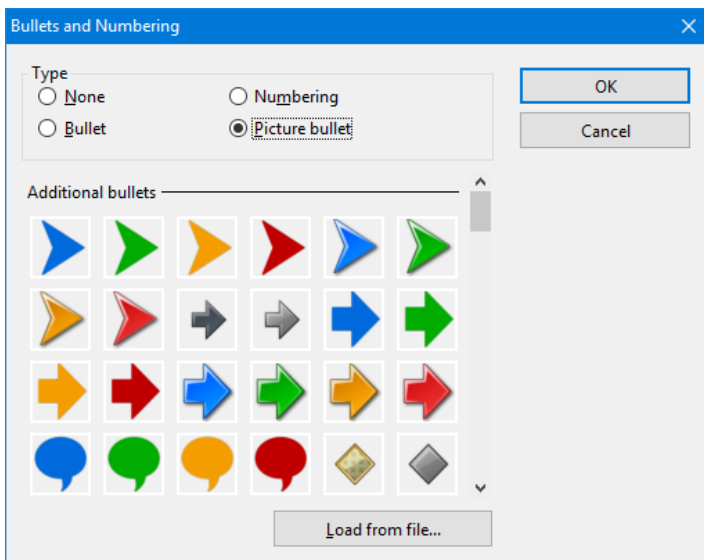 Bullets and Numbering
Type
None
Numbering
OK
Bullet
Picture bullet
Cancel
Additional bullets
Load from file...